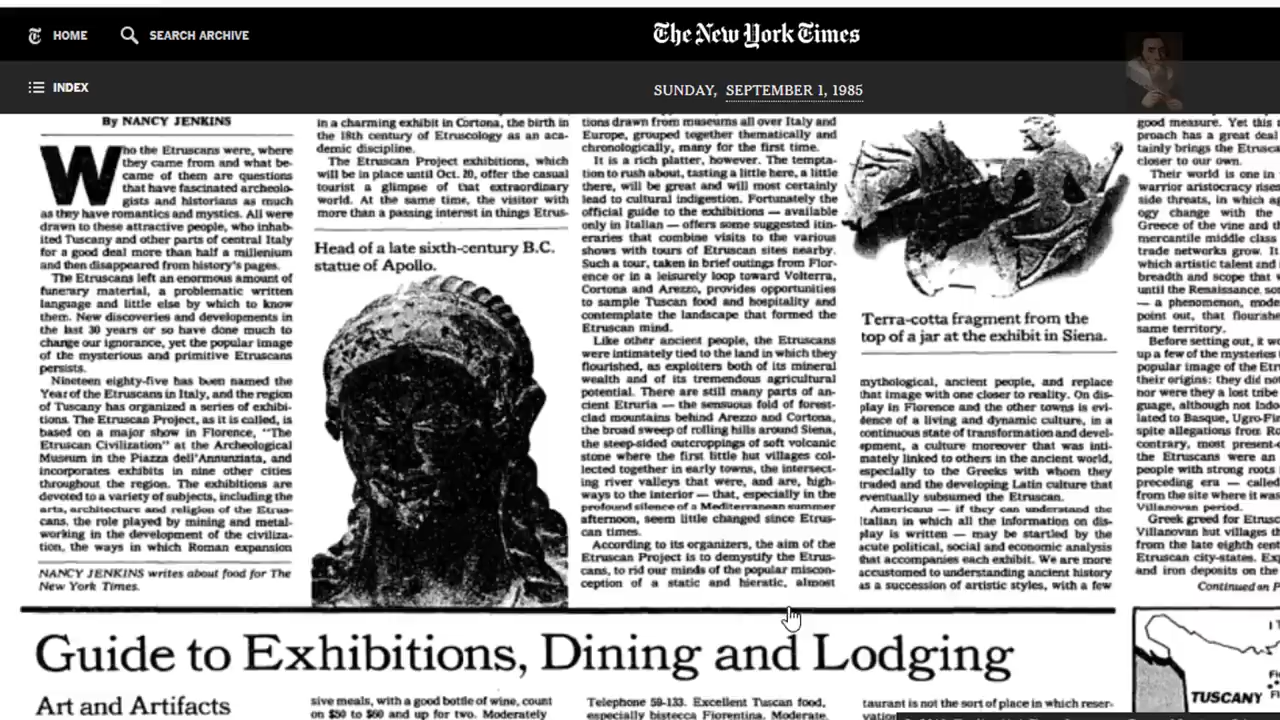 HOME
SEARCH ARCHIVE
The New York Times
INDEX
SUNDAY, SEPTEMBER 1, 1985
By NANCY JENKINS
Who the Etruscans were, where
they came from and what be-
came of them are questions
that have fascinated archeolo-
gists and historians as much
as they have romantics and mystics. All were
drawn to these attractive people, who inhab-
ited Tuscany and other parts of central Italy
for a good deal more than half a millenium
and then disappeared from history's pages.
The Etruscans left an enormous amount of
funerary material, a problematic written
language and little else by which to know
them. New discoveries and developments in
the last 30 years or so have done much to
change our ignorance, yet the popular image
of the mysterious and primitive Etruscans
persists.
Nineteen eighty-five has been named the
Year of the Etruscans in Italy, and the region
of Tuscany has organized a series of exhibi-
tions. The Etruscan Project, as it is called, is
based on a major show in Florence, "The
Etruscan Civilization" at the Archeological
Museum in the Piazza dell'Annunziata, and
incorporates exhibits in nine other cities
throughout the region. The exhibitions are
devoted to a variety of subjects, including the
arts, architecture and religion of the Etrus-
cans, the role played by mining and metal-
working in the development of the civiliza-
tion, the ways in which Roman expansion
NANCY JENKINS writes about food for The
New York Times.
in a charming exhibit in Cortona, the birth in
the 18th century of Etruscology as an aca-
demic discipline.
The Etruscan Project exhibitions, which
will be in place until Oct. 20, offer the casual
tourist a glimpse of that extraordinary
world. At the same time, the visitor with
more than a passing interest in things Etrus-
Head of a late sixth-century B.C.
statue of Apollo.
tions drawn from museums all over Italy and
Europe, grouped together thematically and
chronologically, many for the first time.
It is a rich platter, however. The tempta-
tion to rush about, tasting a little here, a little
there, will be great and will most certainly
lead to cultural indigestion. Fortunately the
official guide to the exhibitions — available
only in Italian — offers some suggested itin-
eraries that combine visits to the various
shows with tours of Etruscan sites nearby.
Such a tour, taken in brief outings from Flor-
ence or in a leisurely loop toward Volterra,
Cortona and Arezzo, provides opportunities
to sample Tuscan food and hospitality and
contemplate the landscape that formed the
Etruscan mind.
Like other ancient people, the Etruscans
were intimately tied to the land in which they
flourished, as exploiters both of its mineral
wealth and of its tremendous agricultural
potential. There are still many parts of an-
cient Etruria — the sensuous fold of forest-
clad mountains behind Arezzo and Cortona,
the broad sweep of rolling hills around Siena,
the steep-sided outcroppings of soft volcanic
stone where the first little hut villages col-
lected together in early towns, the intersect-
ing river valleys that were, and are, high-
ways to the interior — that, especially in the
profound silence of a Mediterranean summer
afternoon, seem little changed since Etrus-
can times.
According to its organizers, the aim of the
Etruscan Project is to demystify the Etrus-
cans, to rid our minds of the popular miscon-
ception of a static and hieratic, almost
Terra-cotta fragment from the
top of a jar at the exhibit in Siena.
mythological, ancient people, and replace
that image with one closer to reality. On dis-
play in Florence and the other towns is evi-
dence of a living and dynamic culture, in a
continuous state of transformation and devel-
opment, a culture moreover that was inti-
mately linked to others in the ancient world,
especially to the Greeks with whom they
traded and the developing Latin culture that
eventually subsumed the Etruscan.
Americans — if they can understand the
Italian in which all the information on dis-
play is written — may be startled by the
acute political, social and economic analysis
that accompanies each exhibit. We are more
accustomed to understanding ancient history
as a succession of artistic styles, with a few
good measure. Yet this
proach has a great deal
tainly brings the Etrusca
closer to our own.
Their world is one in
warrior aristocracy rises
side threats, in which a
ogy change with the
Greece of the vine and th
mercantile middle class
trade networks grow. It
which artistic talent and
breadth and scope that
until the Renaissance, so
— a phenomenon, mode
point out, that flourishe
same territory.
Before setting out, it wo
up a few of the mysteries
popular image of the Etr
their origins: they did no
nor were they a lost tribe
guage, although not Indo
lated to Basque, Ugro-Fi
spite allegations from Ro
contrary, most present-
the Etruscans were an
people with strong roots
preceding era — called
from the site where it wa
Villanovan period.
Greek greed for Etrusc
Villanovan hut villages th
from the late eighth cent
Etruscan city-states. Exp
and iron deposits on the
Continued on P
Guide to Exhibitions, Dining and Lodging
Art and Artifacts
sive meals, with a good bottle of wine, count
on $50 to $60 and up for two. Moderately
Telephone 59-133. Excellent Tuscan food,
especially bistecca Fiorentina. Moderate.
taurant is not the sort of place in which reser-
TUSCANY